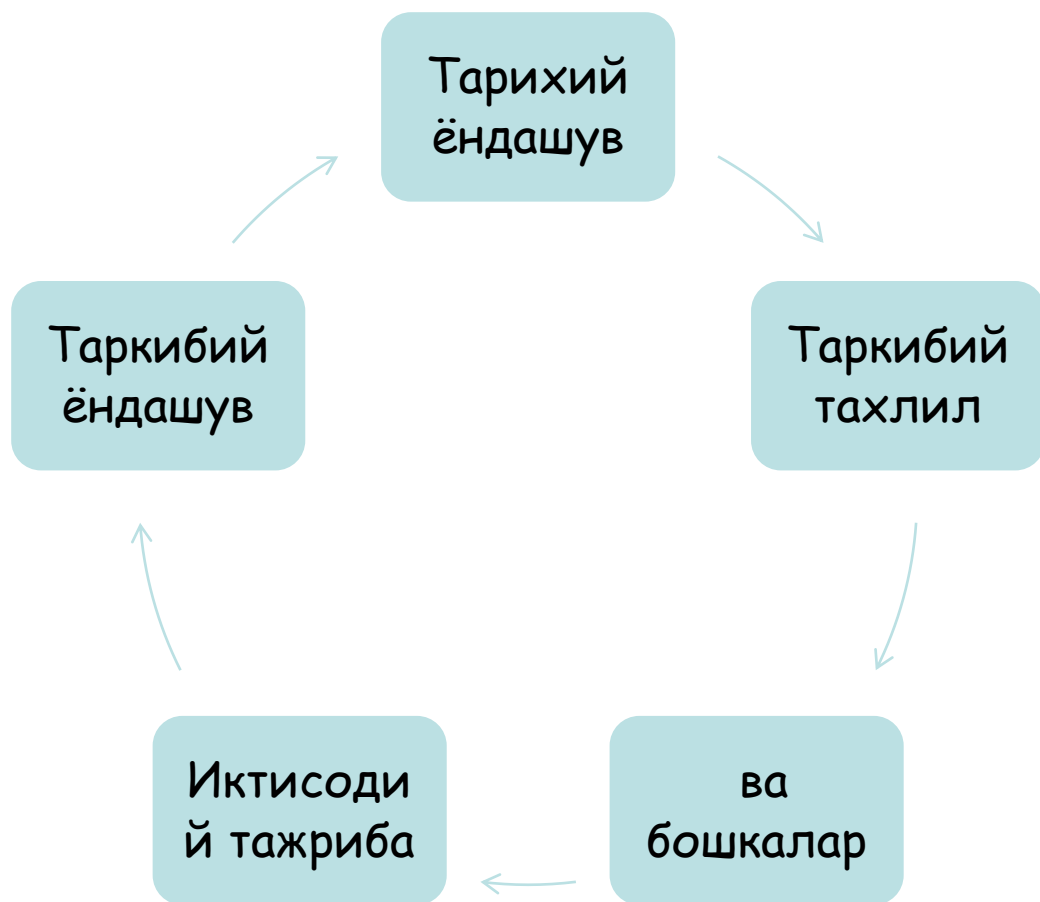 Тарихий
ёндашув
Таркибий
ёндашув
Таркибий
тахлил
Иктисоди
й тажриба
ва
бошкалар